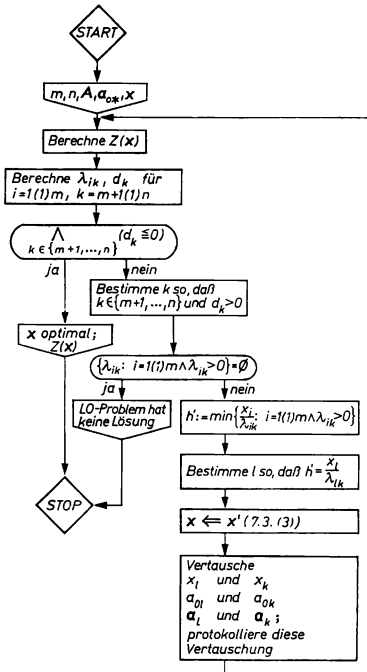 START
m, n, A, a₀*, x
Berechne Z(x)
Berechne λᵢₖ, dₖ für
i=1(1)m, k=m+1(1)n
⋀ (dₖ ≦ 0)
k∈{m+1,...,n}
ja
nein
Bestimme k so, daß
k∈{m+1,...,n} und dₖ>0
x optimal;
Z(x)
{λᵢₖ: i=1(1)m ∧ λᵢₖ>0}=∅
ja
nein
LO-Problem hat
keine Lösung
h':=min{xᵢ/λᵢₖ: i=1(1)m ∧ λᵢₖ>0}
Bestimme l so, daß h'=xₗ/λₗₖ
STOP
x ⇐ x' (7.3.(3))
Vertausche
xₗ und xₖ
a₀ₗ und a₀ₖ
aₗ und aₖ;
protokolliere diese
Vertauschung